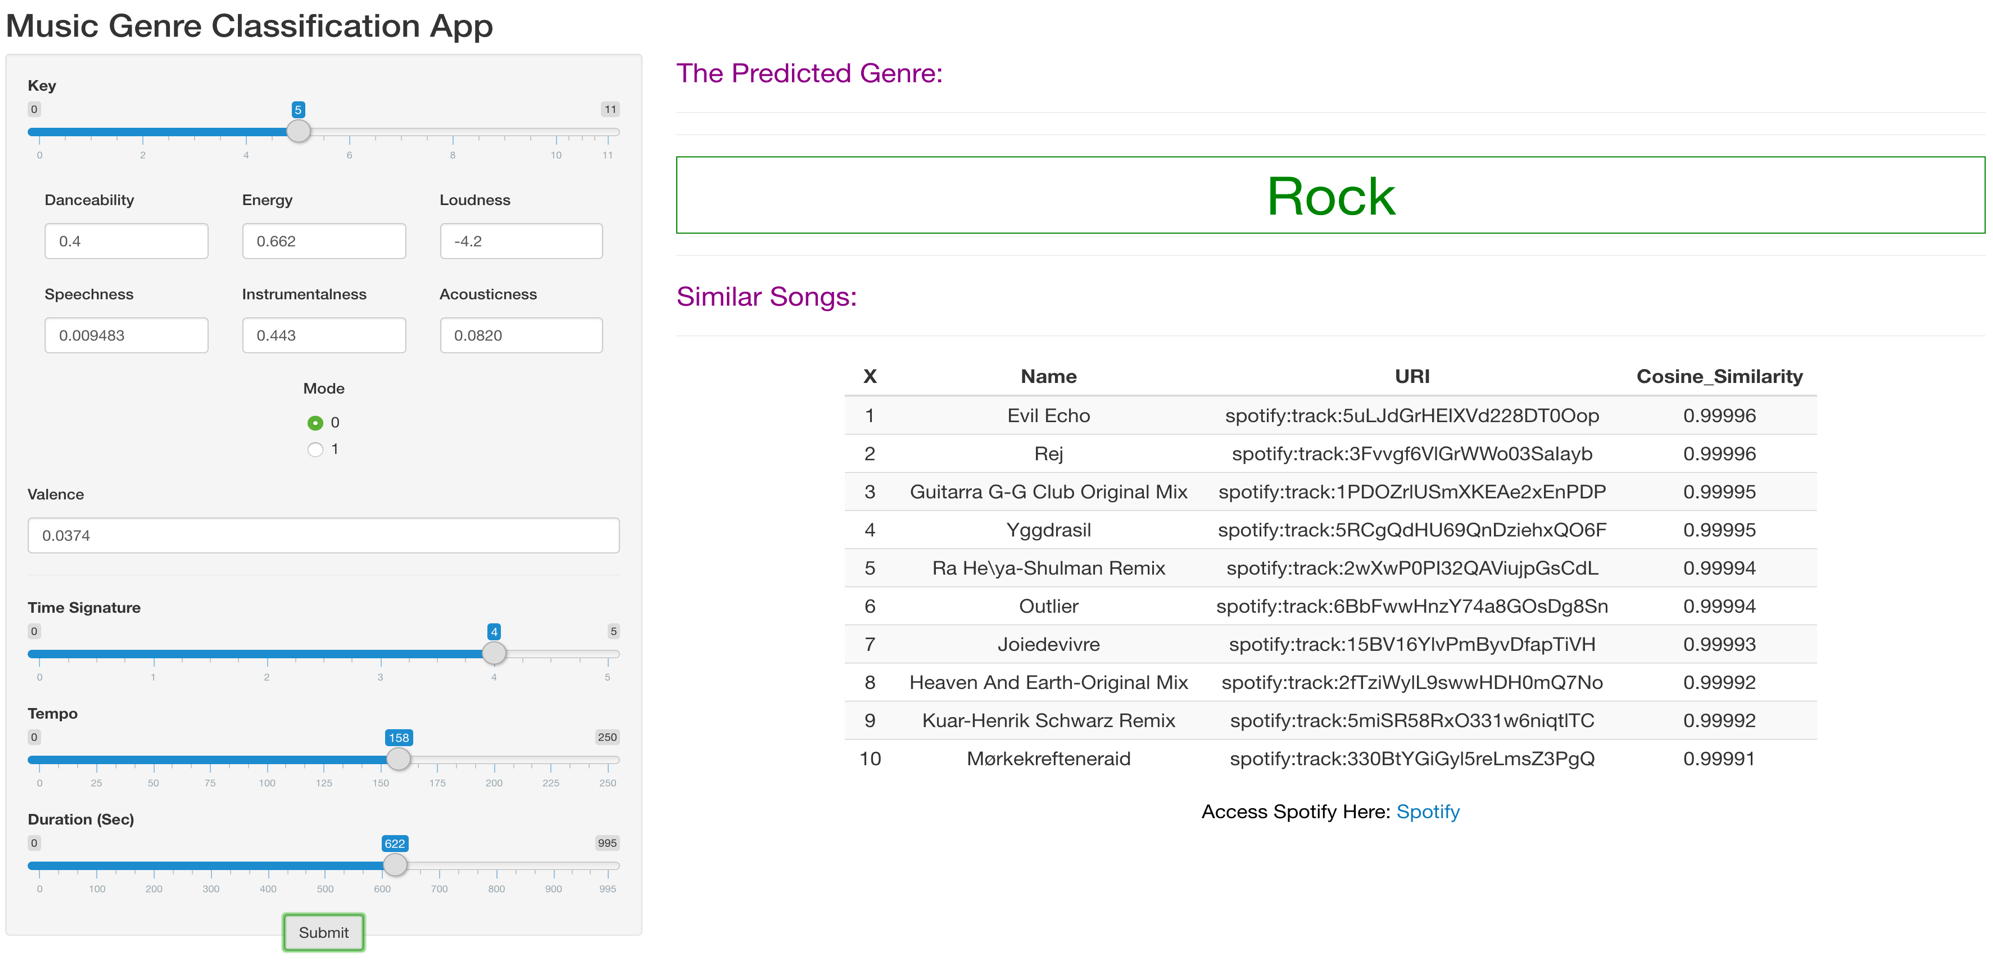 Music Genre Classification App
Key
0 5 11
0 2 4 6 8 10 11
Danceability Energy Loudness
0.4 0.662 -4.2
Speechness Instrumentalness Acousticness
0.009483 0.443 0.0820
Mode
0
1
Valence
0.0374
Time Signature
0 4 5
0 1 2 3 4 5
Tempo
0 158 250
0 25 50 75 100 125 150 175 200 225 250
Duration (Sec)
0 622 995
0 100 200 300 400 500 600 700 800 900 995
Submit
The Predicted Genre:
Rock
Similar Songs:
X Name URI Cosine_Similarity
1 Evil Echo spotify:track:5uLJdGrHEIXVd228DT0Oop 0.99996
2 Rej spotify:track:3Fvvgf6VlGrWWo03SaIayb 0.99996
3 Guitarra G-G Club Original Mix spotify:track:1PDOZrlUSmXKEAe2xEnPDP 0.99995
4 Yggdrasil spotify:track:5RCgQdHU69QnDziehxQO6F 0.99995
5 Ra He\ya-Shulman Remix spotify:track:2wXwP0PI32QAViujpGsCdL 0.99994
6 Outlier spotify:track:6BbFwwHnzY74a8GOsDg8Sn 0.99994
7 Joiedevivre spotify:track:15BV16YlvPmByvDfapTiVH 0.99993
8 Heaven And Earth-Original Mix spotify:track:2fTziWylL9swwHDH0mQ7No 0.99992
9 Kuar-Henrik Schwarz Remix spotify:track:5miSR58RxO331w6niqtlTC 0.99992
10 Mørkekrefteneraid spotify:track:330BtYGiGyl5reLmsZ3PgQ 0.99991
Access Spotify Here: Spotify